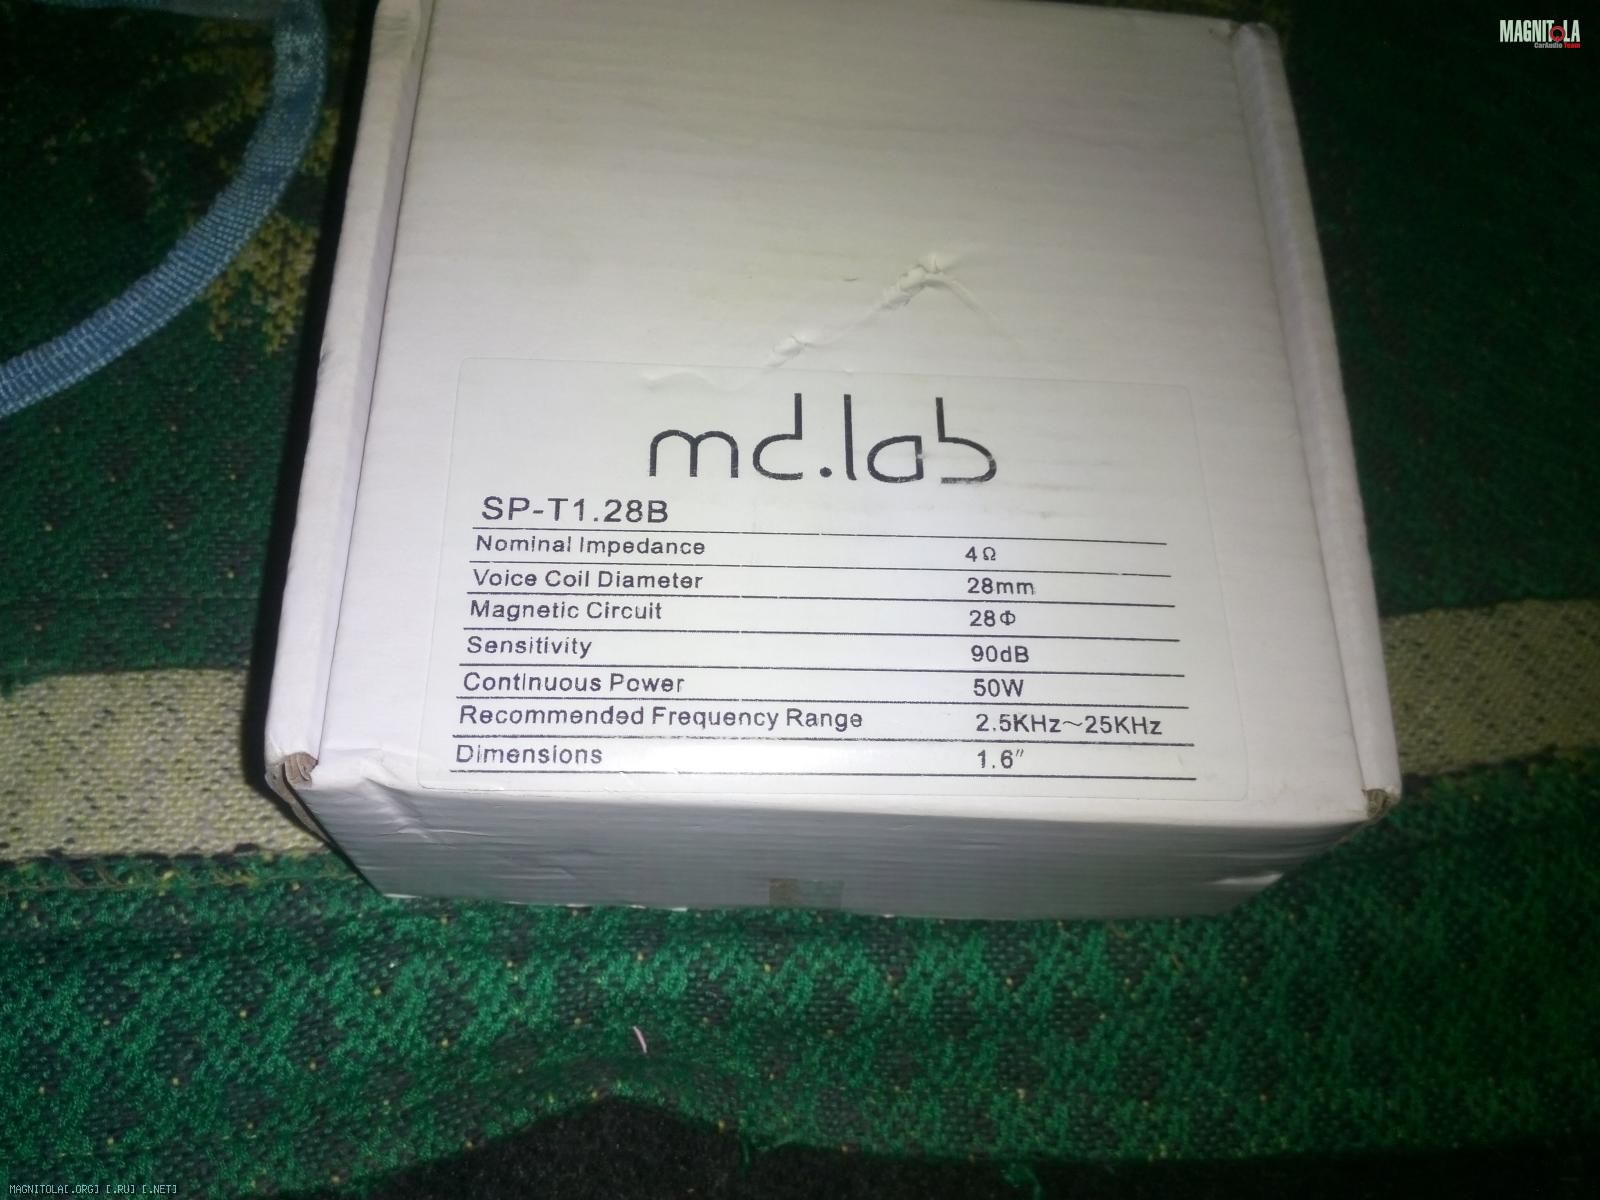 MAGNITOLA
CarAudio Team
md.lab
SP-T1.28B
Nominal Impedance 4Ω
Voice Coil Diameter 28mm
Magnetic Circuit 28Φ
Sensitivity 90dB
Continuous Power 50W
Recommended Frequency Range 2.5KHz~25KHz
Dimensions 1.6″
MAGNITOLA[.ORG] [.RU] [.NET]